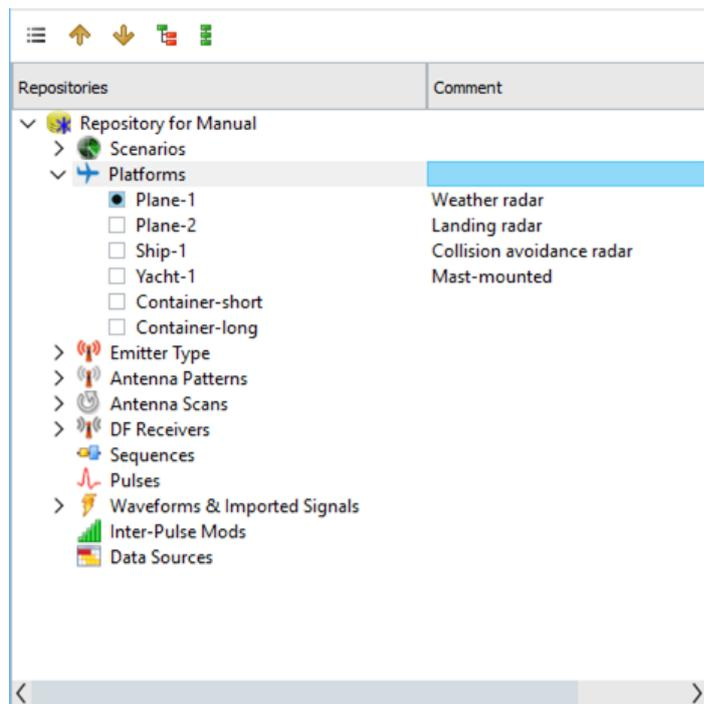 Repositories Comment
Repository for Manual
Scenarios
Platforms
Plane-1 Weather radar
Plane-2 Landing radar
Ship-1 Collision avoidance radar
Yacht-1 Mast-mounted
Container-short
Container-long
Emitter Type
Antenna Patterns
Antenna Scans
DF Receivers
Sequences
Pulses
Waveforms & Imported Signals
Inter-Pulse Mods
Data Sources